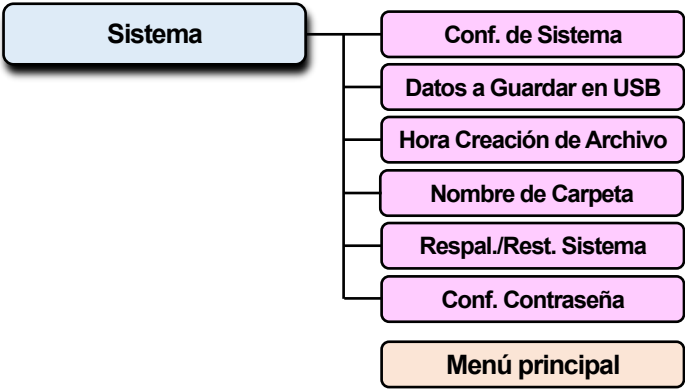 Sistema
Conf. de Sistema
Datos a Guardar en USB
Hora Creación de Archivo
Nombre de Carpeta
Respal./Rest. Sistema
Conf. Contraseña
Menú principal